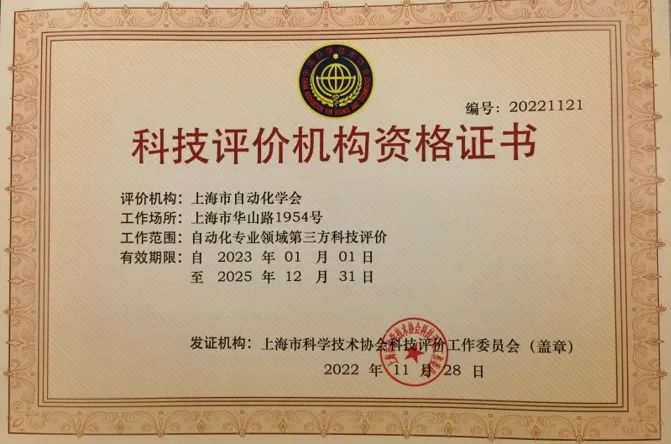 编号：20221121
科技评价机构资格证书
评价机构：上海市自动化学会
工作场所：上海市华山路1954号
工作范围：自动化专业领域第三方科技评价
有效期限：自 2023 年 01 月 01 日
至 2025 年 12 月 31 日
发证机构：上海市科学技术协会科技评价工作委员会（盖章）
2022 年 11 月 28 日